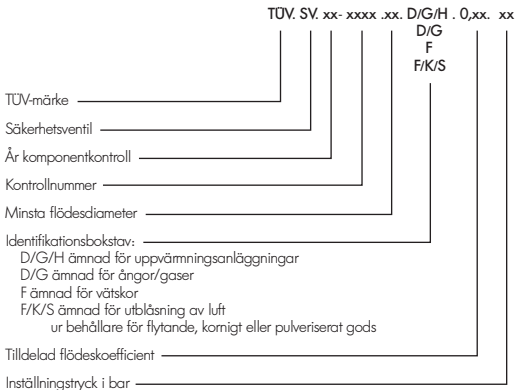 TÜV. SV. xx- xxxx .xx. D/G/H . 0,xx. xx
D/G
F
F/K/S
TÜV-märke
Säkerhetsventil
År komponentkontroll
Kontrollnummer
Minsta flödesdiameter
Identifikationsbokstav:
D/G/H ämnad för uppvärmningsanläggningar
D/G ämnad för ångor/gaser
F ämnad för vätskor
F/K/S ämnad för utblåsning av luft
ur behållare för flytande, kornigt eller pulveriserat gods
Tilldelad flödeskoefficient
Inställningstryck i bar